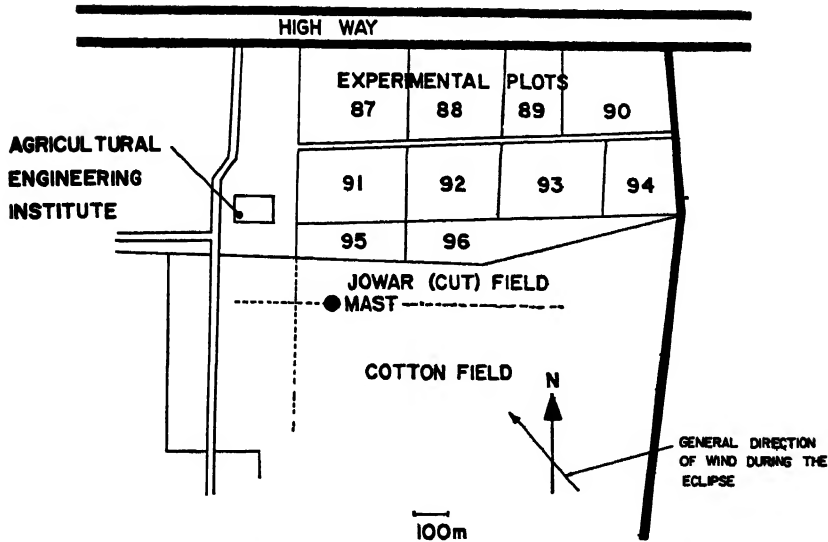 HIGH WAY
EXPERIMENTAL PLOTS
87 88 89 90
AGRICULTURAL
ENGINEERING
INSTITUTE
91 92 93 94
95 96
JOWAR (CUT) FIELD
MAST
COTTON FIELD
N
GENERAL DIRECTION
OF WIND DURING THE
ECLIPSE
100m